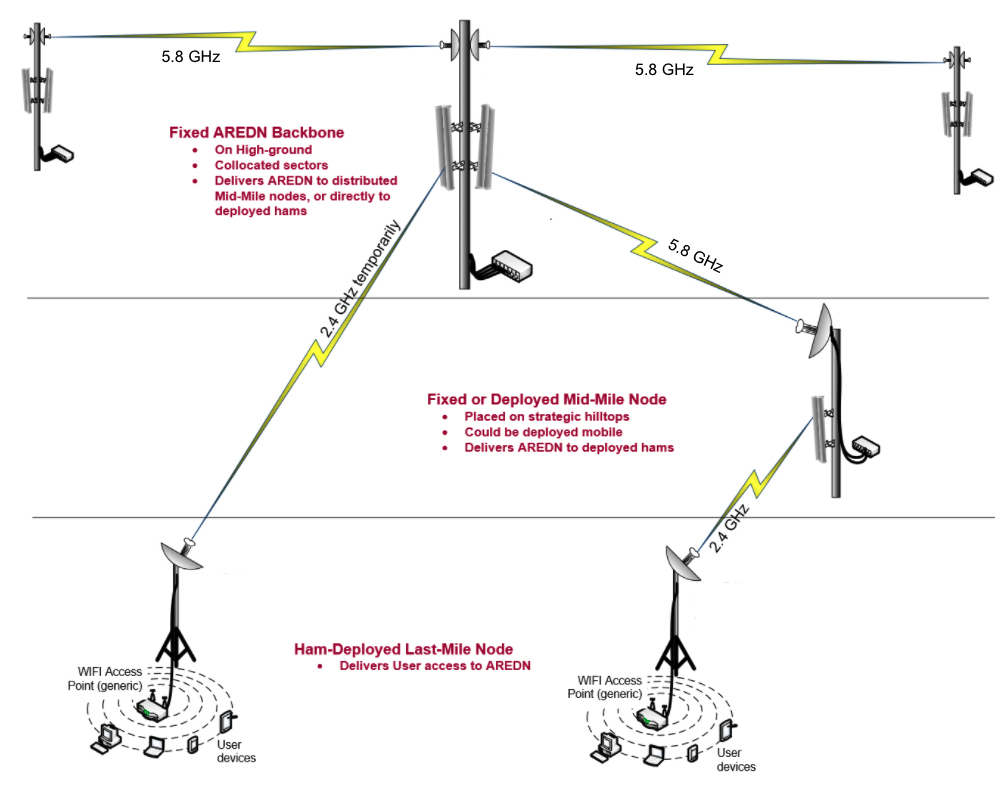 5.8 GHz
5.8 GHz
Fixed AREDN Backbone
• On High-ground
• Collocated sectors
• Delivers AREDN to distributed
Mid-Mile nodes, or directly to
deployed hams
2.4 GHz temporarily
5.8 GHz
Fixed or Deployed Mid-Mile Node
• Placed on strategic hilltops
• Could be deployed mobile
• Delivers AREDN to deployed hams
2.4 GHz
Ham-Deployed Last-Mile Node
• Delivers User access to AREDN
WIFI Access
Point (generic)
User
devices
WIFI Access
Point (generic)
User
devices